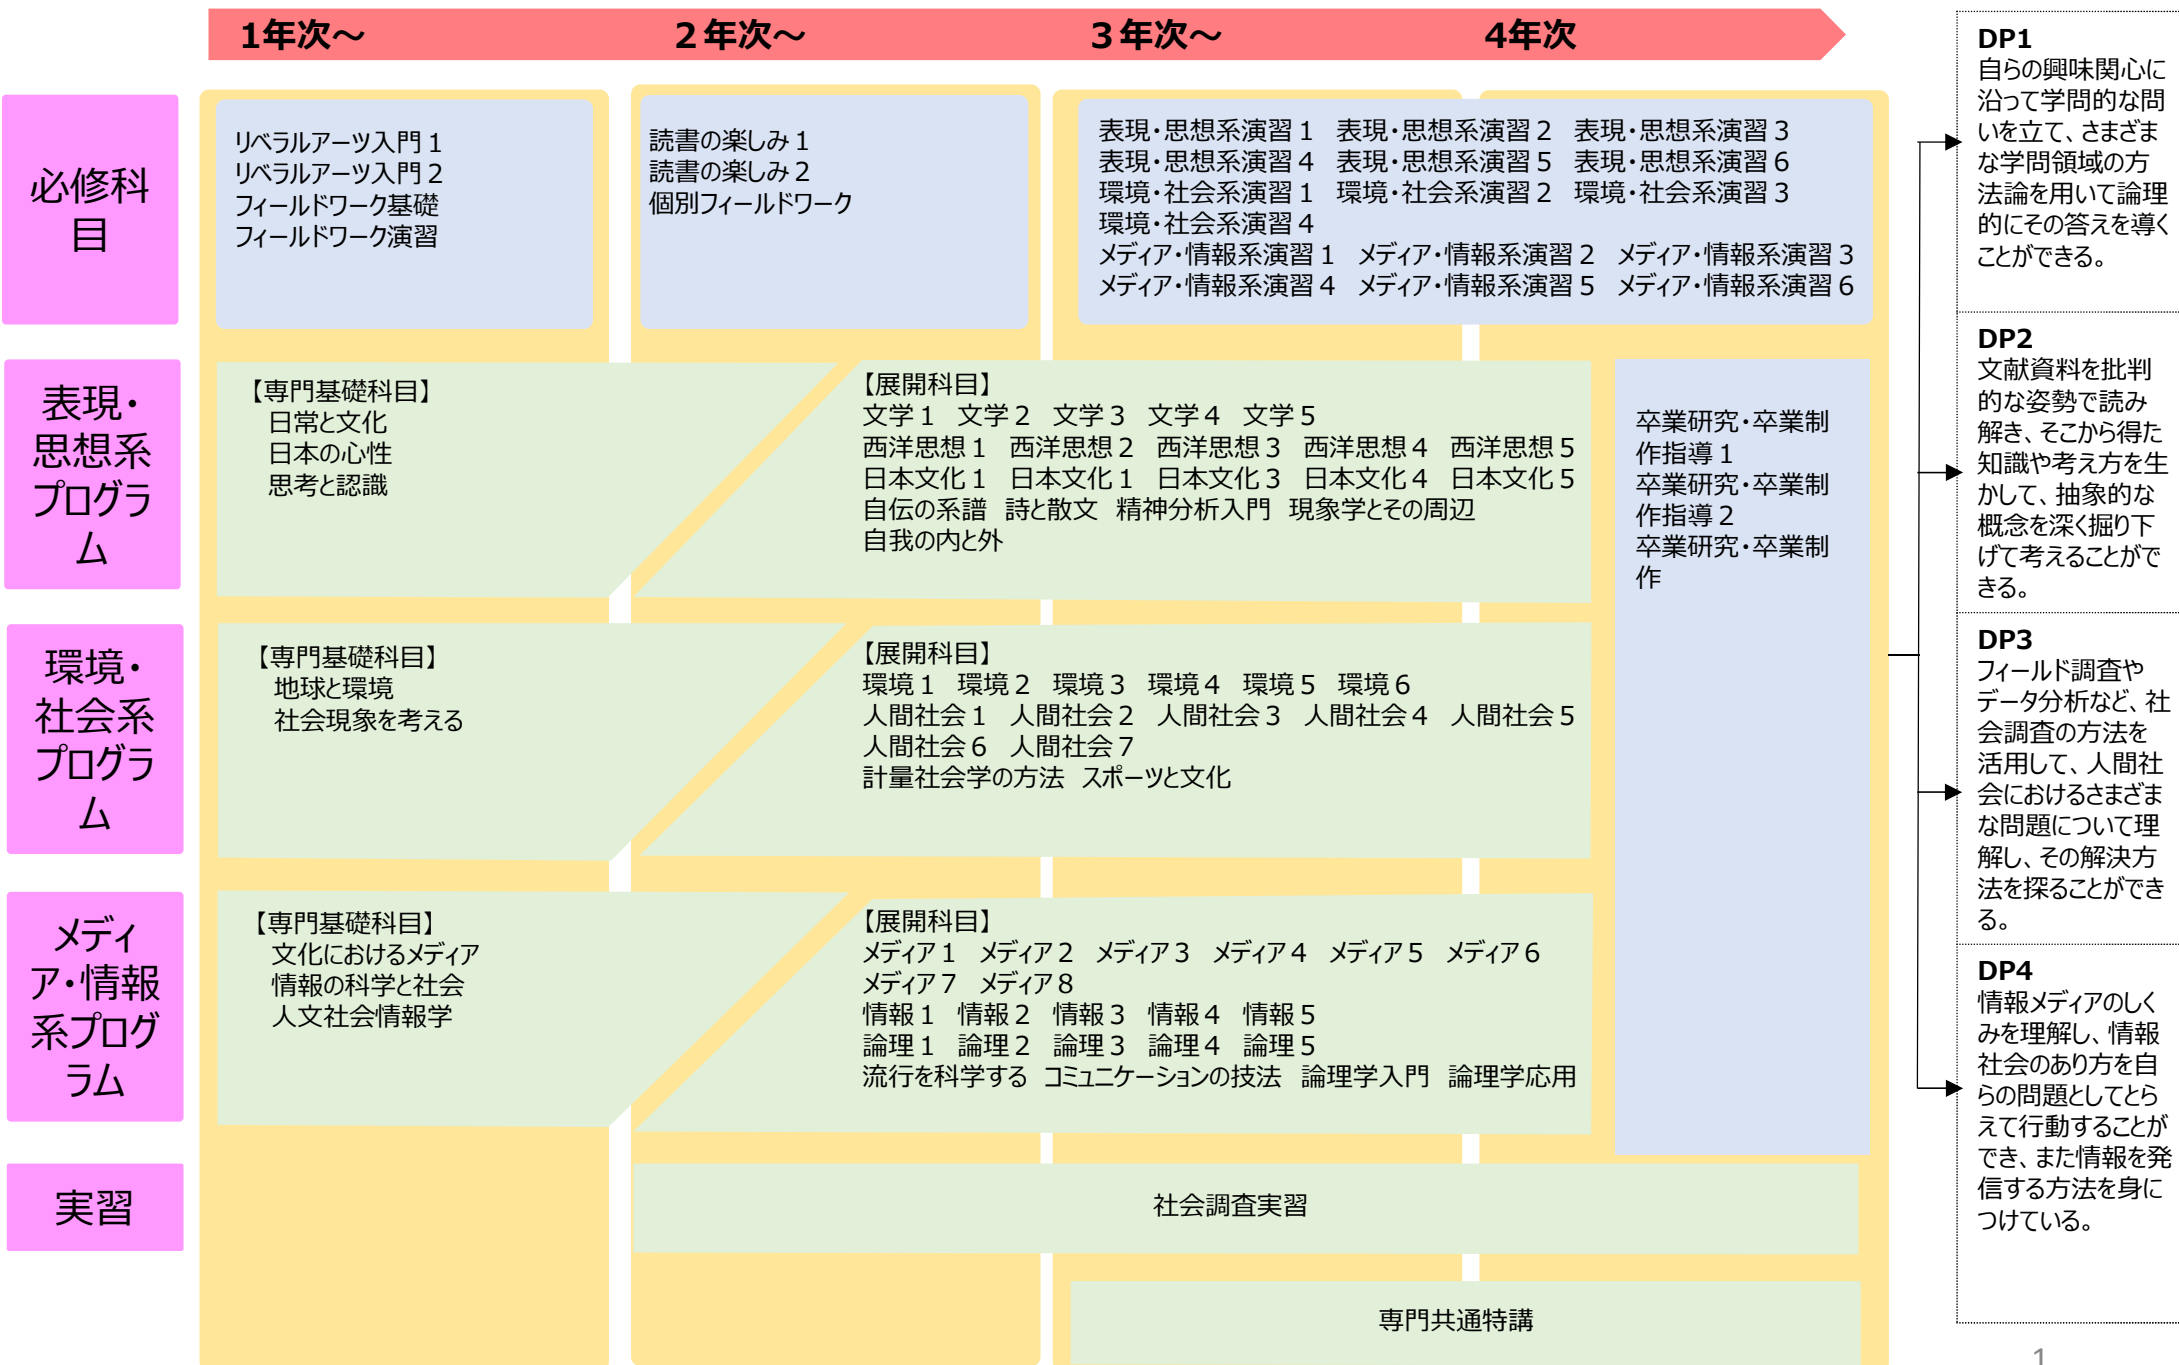 1年次～
２年次～
３年次～
4年次
必修科
目
リベラルアーツ入門１
リベラルアーツ入門２
フィールドワーク基礎
フィールドワーク演習
読書の楽しみ１
読書の楽しみ２
個別フィールドワーク
表現・思想系演習１　表現・思想系演習２　表現・思想系演習３
表現・思想系演習４　表現・思想系演習５　表現・思想系演習６
環境・社会系演習１　環境・社会系演習２　環境・社会系演習３
環境・社会系演習４
メディア・情報系演習１　メディア・情報系演習２　メディア・情報系演習３
メディア・情報系演習４　メディア・情報系演習５　メディア・情報系演習６
表現・
思想系
プログラ
ム
【専門基礎科目】
日常と文化
日本の心性
思考と認識
【展開科目】
文学１　文学２　文学３　文学４　文学５
西洋思想１　西洋思想２　西洋思想３　西洋思想４　西洋思想５
日本文化１　日本文化１　日本文化３　日本文化４　日本文化５
自伝の系譜　詩と散文　精神分析入門　現象学とその周辺
自我の内と外
卒業研究・卒業制
作指導１
卒業研究・卒業制
作指導２
卒業研究・卒業制
作
環境・
社会系
プログラ
ム
【専門基礎科目】
地球と環境
社会現象を考える
【展開科目】
環境１　環境２　環境３　環境４　環境５　環境６
人間社会１　人間社会２　人間社会３　人間社会４　人間社会５
人間社会６　人間社会７
計量社会学の方法　スポーツと文化
メディ
ア・情報
系プログ
ラム
【専門基礎科目】
文化におけるメディア
情報の科学と社会
人文社会情報学
【展開科目】
メディア１　メディア２　メディア３　メディア４　メディア５　メディア６
メディア７　メディア８
情報１　情報２　情報３　情報４　情報５
論理１　論理２　論理３　論理４　論理５
流行を科学する　コミュニケーションの技法　論理学入門　論理学応用
実習
社会調査実習
専門共通特講
DP1
自らの興味関心に
沿って学問的な問
いを立て、さまざま
な学問領域の方
法論を用いて論理
的にその答えを導く
ことができる。
DP2
文献資料を批判
的な姿勢で読み
解き、そこから得た
知識や考え方を生
かして、抽象的な
概念を深く掘り下
げて考えることがで
きる。
DP3
フィールド調査や
データ分析など、社
会調査の方法を
活用して、人間社
会におけるさまざま
な問題について理
解し、その解決方
法を探ることができ
る。
DP4
情報メディアのしく
みを理解し、情報
社会のあり方を自
らの問題としてとら
えて行動することが
でき、また情報を発
信する方法を身に
つけている。
1